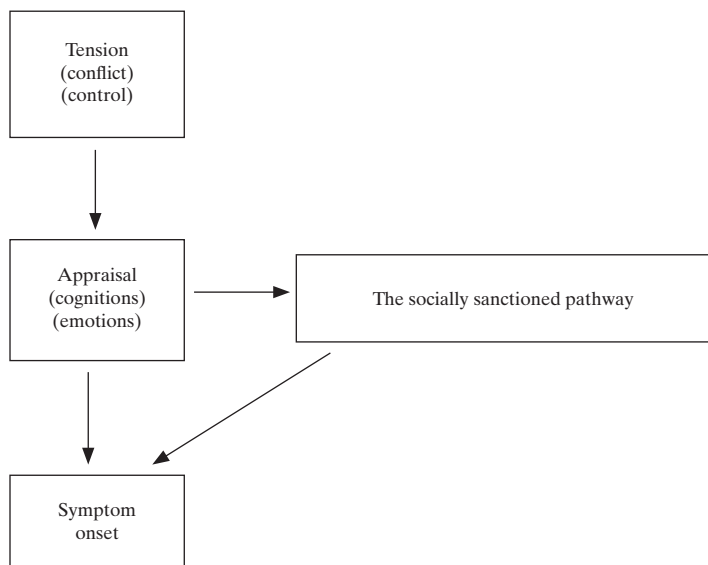 Tension
(conflict)
(control)
Appraisal
(cognitions)
(emotions)
The socially sanctioned pathway
Symptom
onset